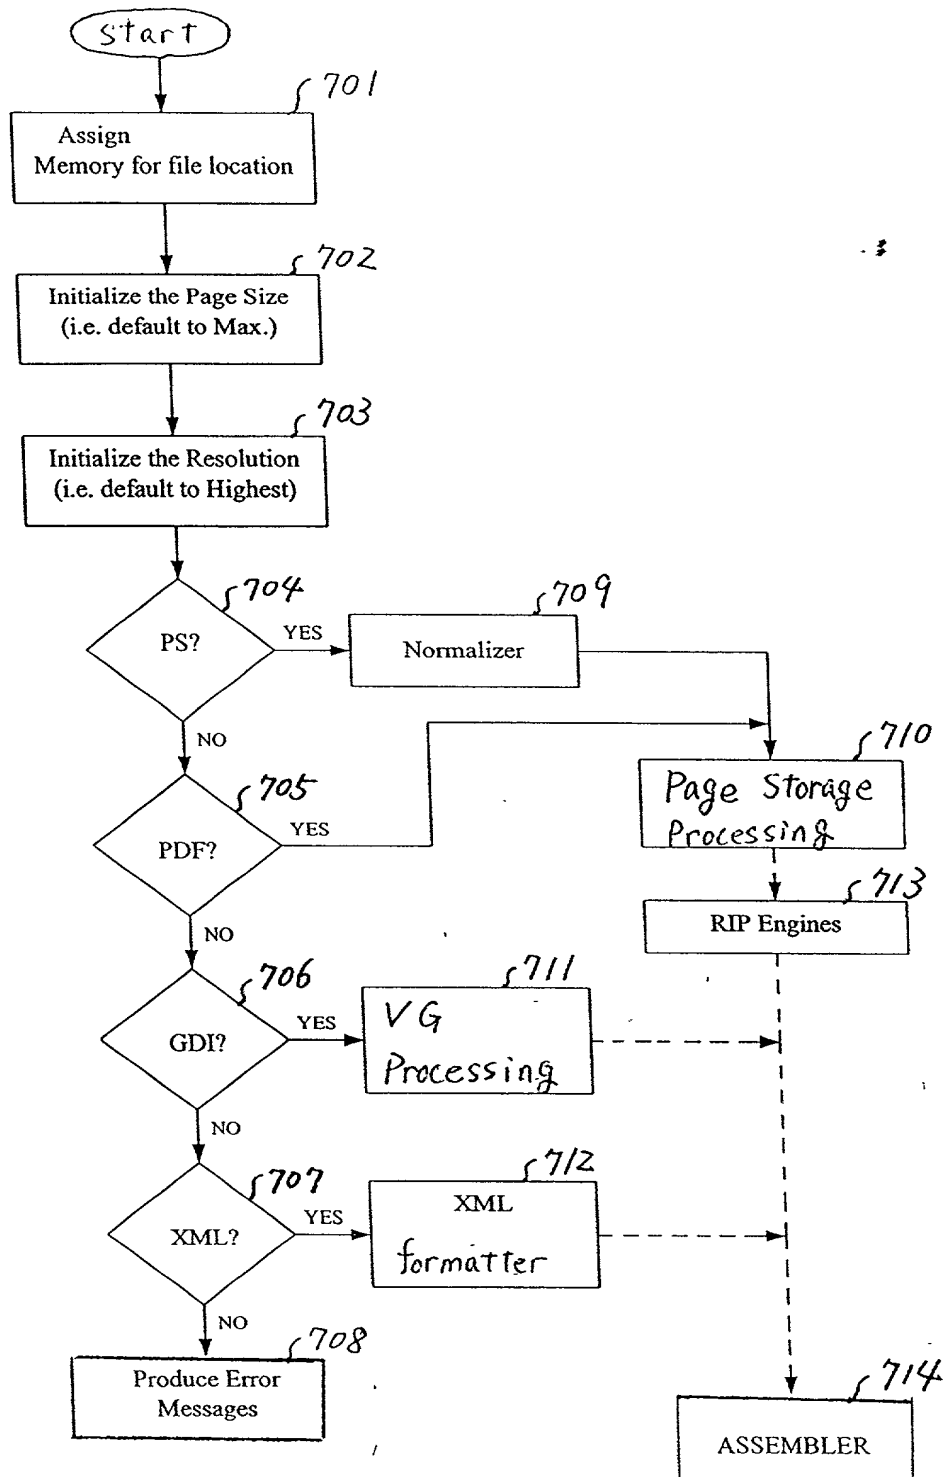 Start
701
Assign
Memory for file location
702
Initialize the Page Size
(i.e. default to Max.)
703
Initialize the Resolution
(i.e. default to Highest)
704
PS?
YES
709
Normalizer
NO
710
Page Storage
Processing
705
PDF?
YES
713
RIP Engines
NO
706
GDI?
YES
711
VG
Processing
NO
707
XML?
YES
712
XML
formatter
NO
708
Produce Error
Messages
714
ASSEMBLER